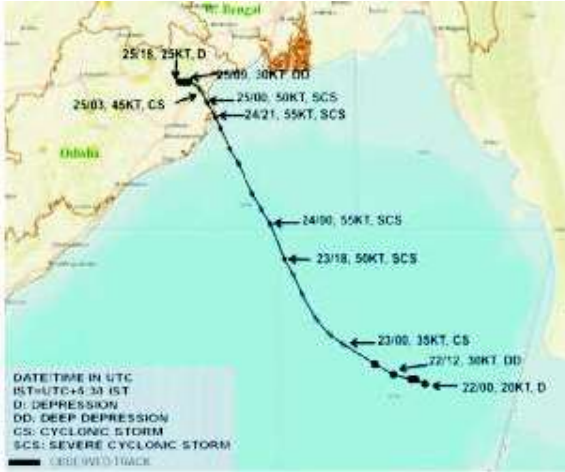 W. Bengal
25/18, 25KT, D
25/09, 30KT, DD
25/03, 45KT, CS
25/00, 50KT, SCS
24/21, 55KT, SCS
Odisha
24/00, 55KT, SCS
23/18, 50KT, SCS
23/00, 35KT, CS
22/12, 30KT, DD
22/00, 20KT, D
DATE/TIME IN UTC
IST=UTC+5:30 IST
D: DEPRESSION
DD: DEEP DEPRESSION
CS: CYCLONIC STORM
SCS: SEVERE CYCLONIC STORM
OBSERVED TRACK